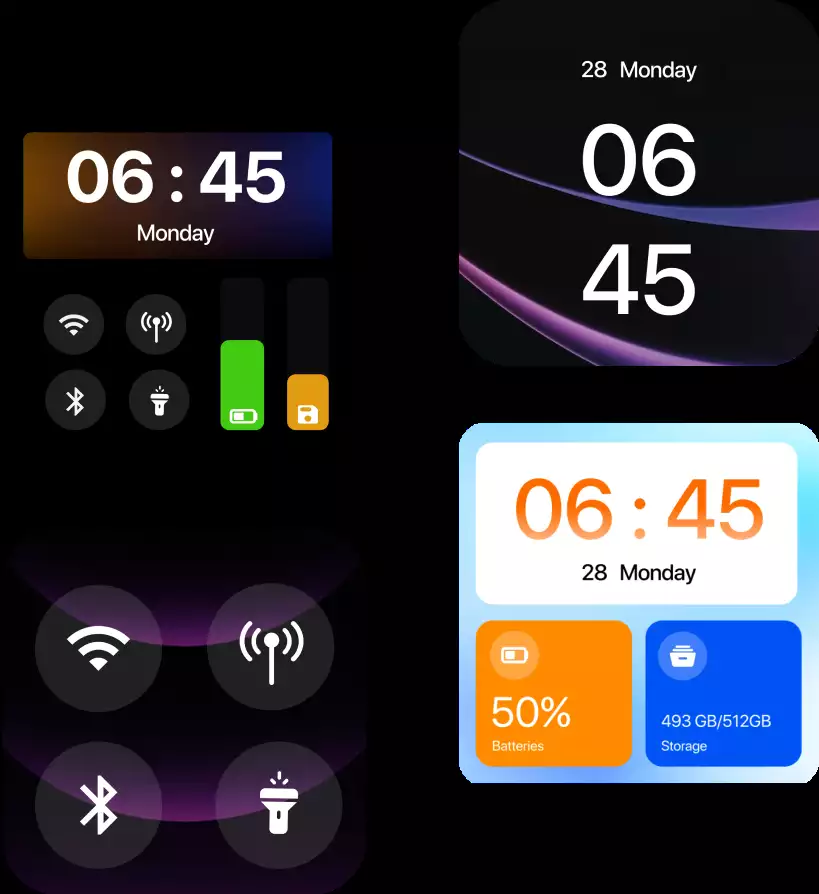 06 : 45
Monday
28 Monday
06
45
06 : 45
28 Monday
50%
Batteries
493 GB/512GB
Storage